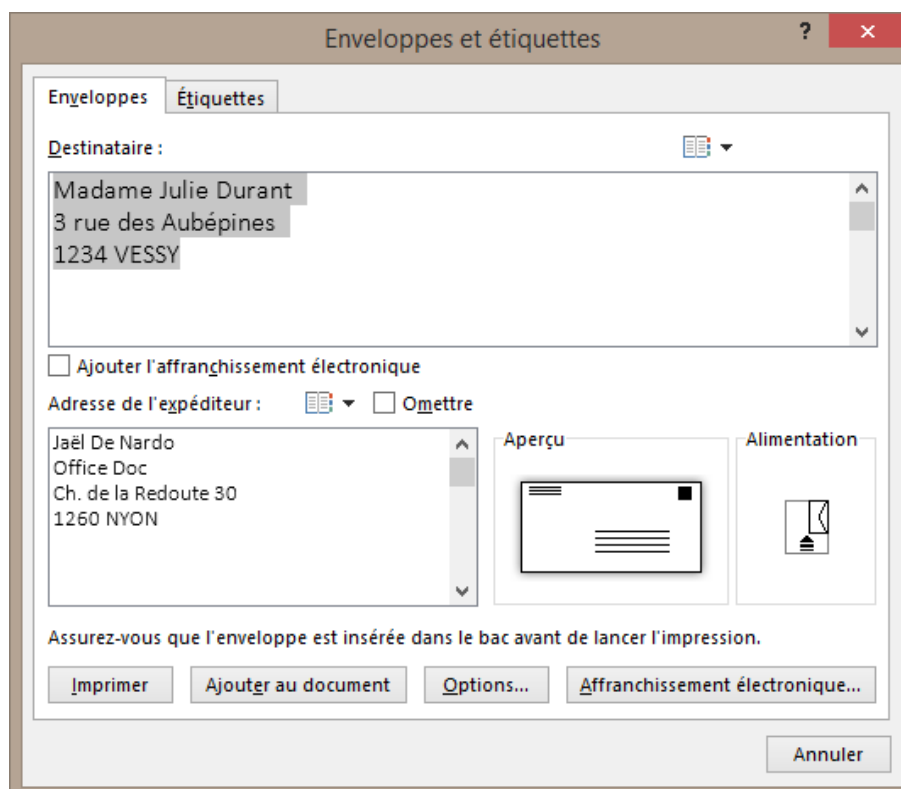 Enveloppes et étiquettes
?
Enveloppes Étiquettes
Destinataire :
Madame Julie Durant
3 rue des Aubépines
1234 VESSY
Ajouter l'affranchissement électronique
Adresse de l'expéditeur : Omettre
Jaël De Nardo
Office Doc
Ch. de la Redoute 30
1260 NYON
Aperçu
Alimentation
Assurez-vous que l'enveloppe est insérée dans le bac avant de lancer l'impression.
Imprimer Ajouter au document Options... Affranchissement électronique...
Annuler